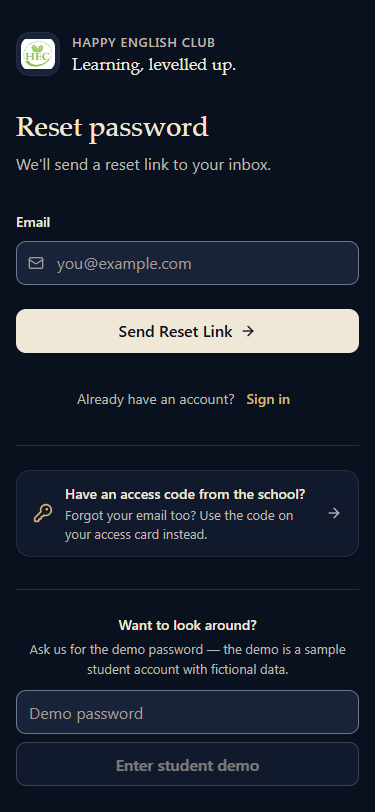 HEC
HAPPY ENGLISH CLUB
Learning, levelled up.
Reset password
We'll send a reset link to your inbox.
Email
you@example.com
Send Reset Link →
Already have an account? Sign in
Have an access code from the school?
Forgot your email too? Use the code on
your access card instead.
Want to look around?
Ask us for the demo password — the demo is a sample
student account with fictional data.
Demo password
Enter student demo